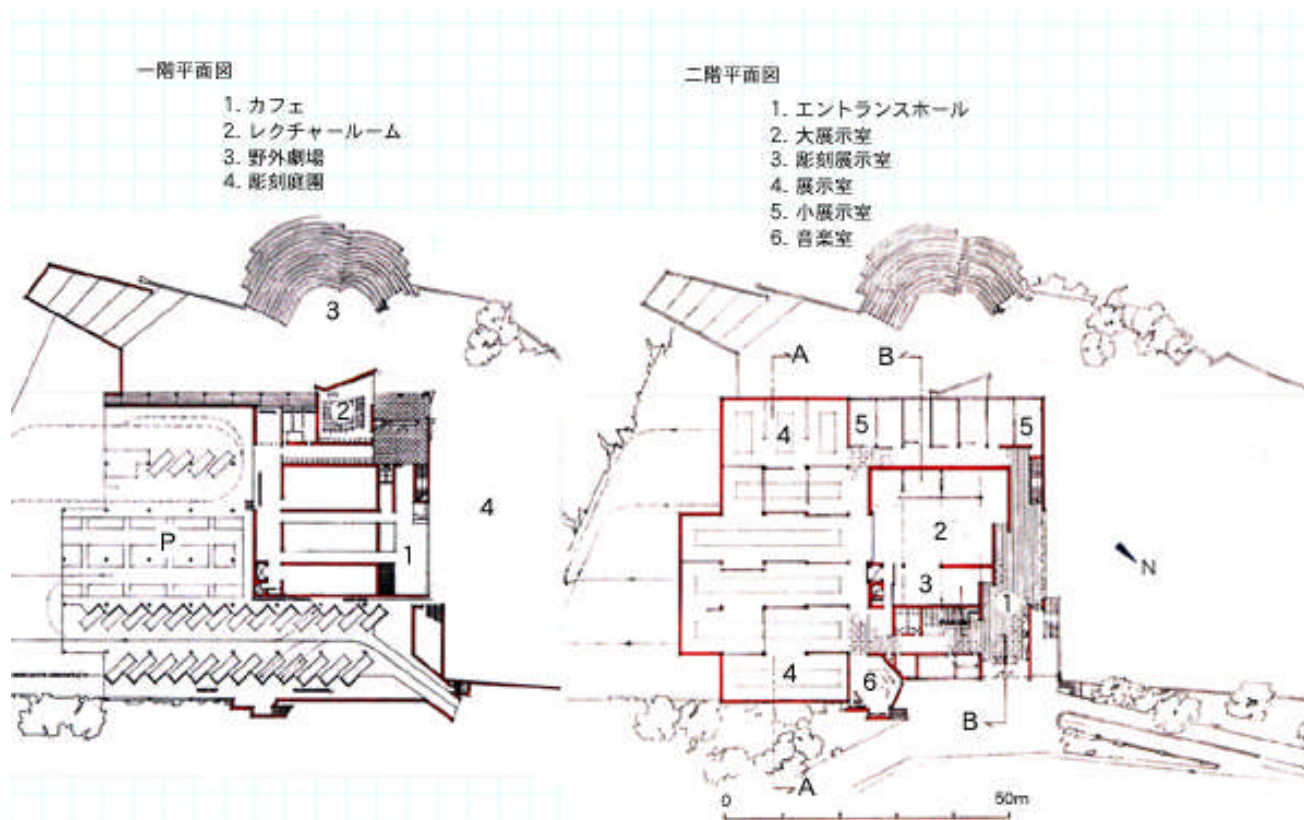 一階平面図
1. カフェ
2. レクチャールーム
3. 野外劇場
4.彫刻庭園
二階平面図
1. エントランスホール
2. 大展示室
3. 彫刻展示室
4. 展示室
5. 小展示室
6. 音楽室
3
2
4
P
1
A
B
4
5
5
2
3
1
N
4
6
B
A
0
50m